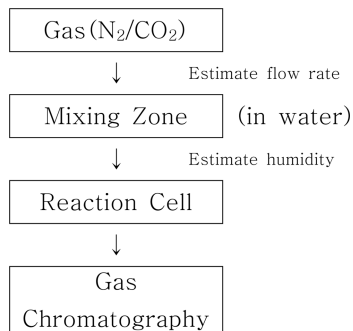 Gas(N₂/CO₂)
Estimate flow rate
Mixing Zone (in water)
Estimate humidity
Reaction Cell
Gas
Chromatography